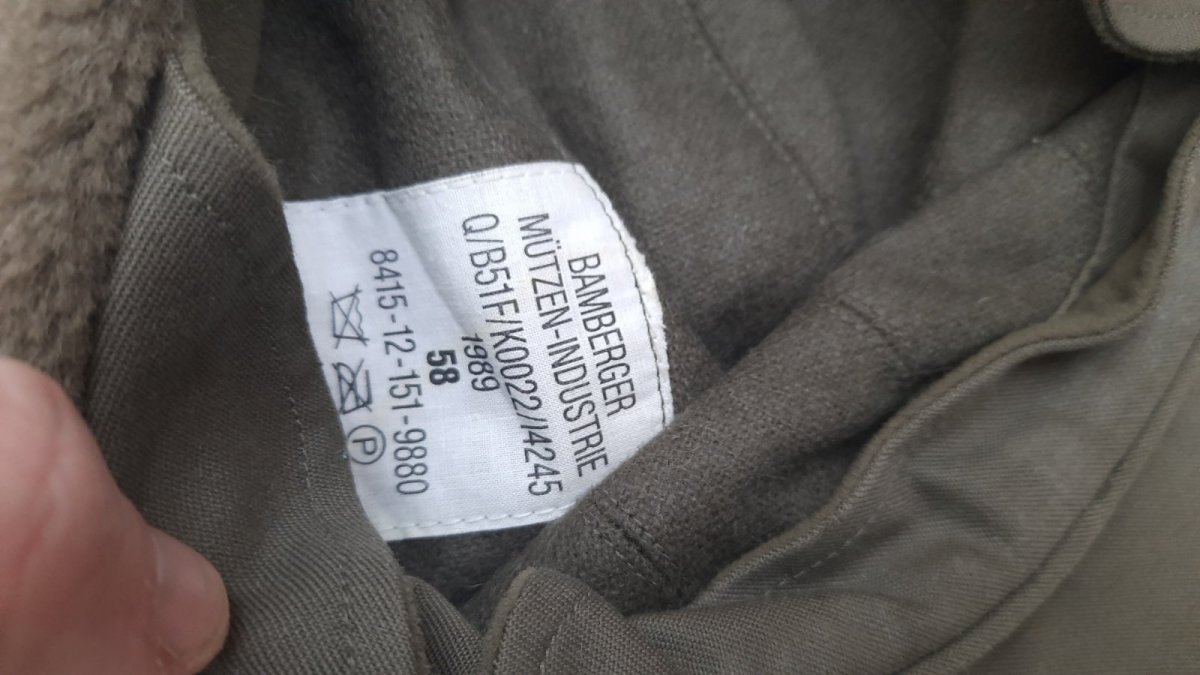 BAMBERGER
MÜTZEN-INDUSTRIE
Q/B51F/K0022/I4245
1989
58
8415-12-151-9880
P